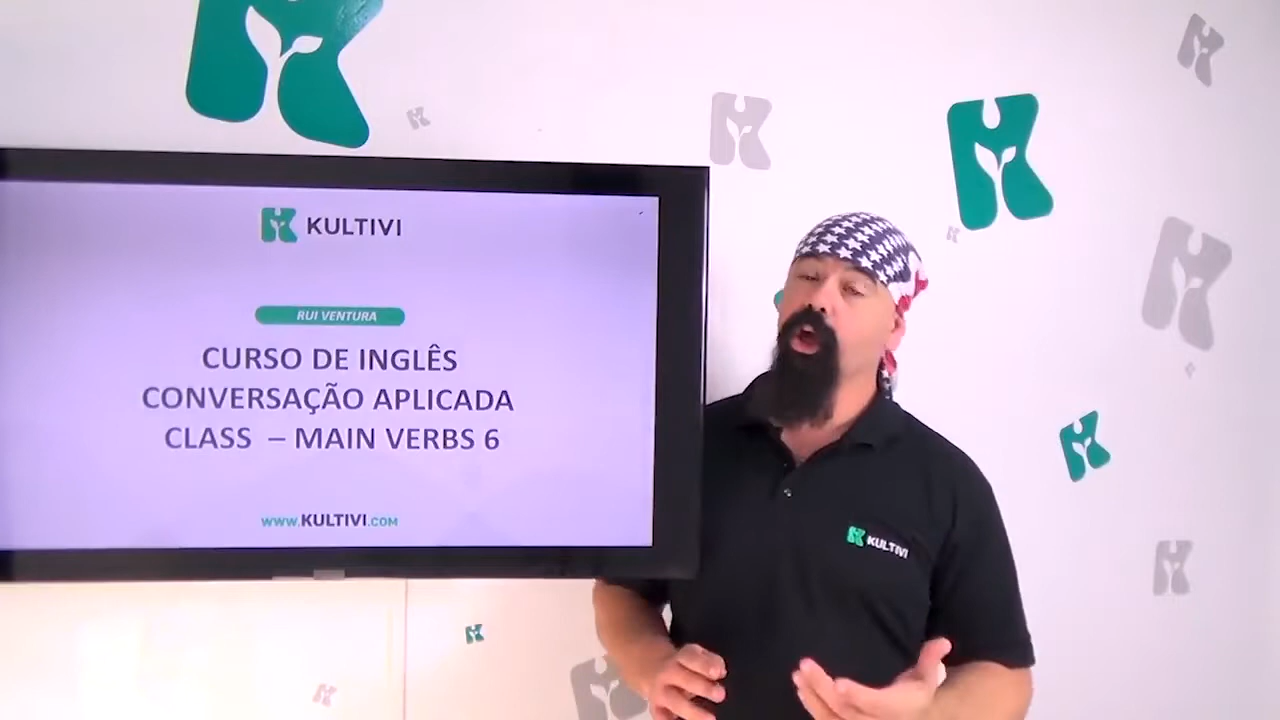 KULTIVI
RUI VENTURA
CURSO DE INGLÊS
CONVERSAÇÃO APLICADA
CLASS – MAIN VERBS 6
WWW.KULTIVI.COM
KULTIVI